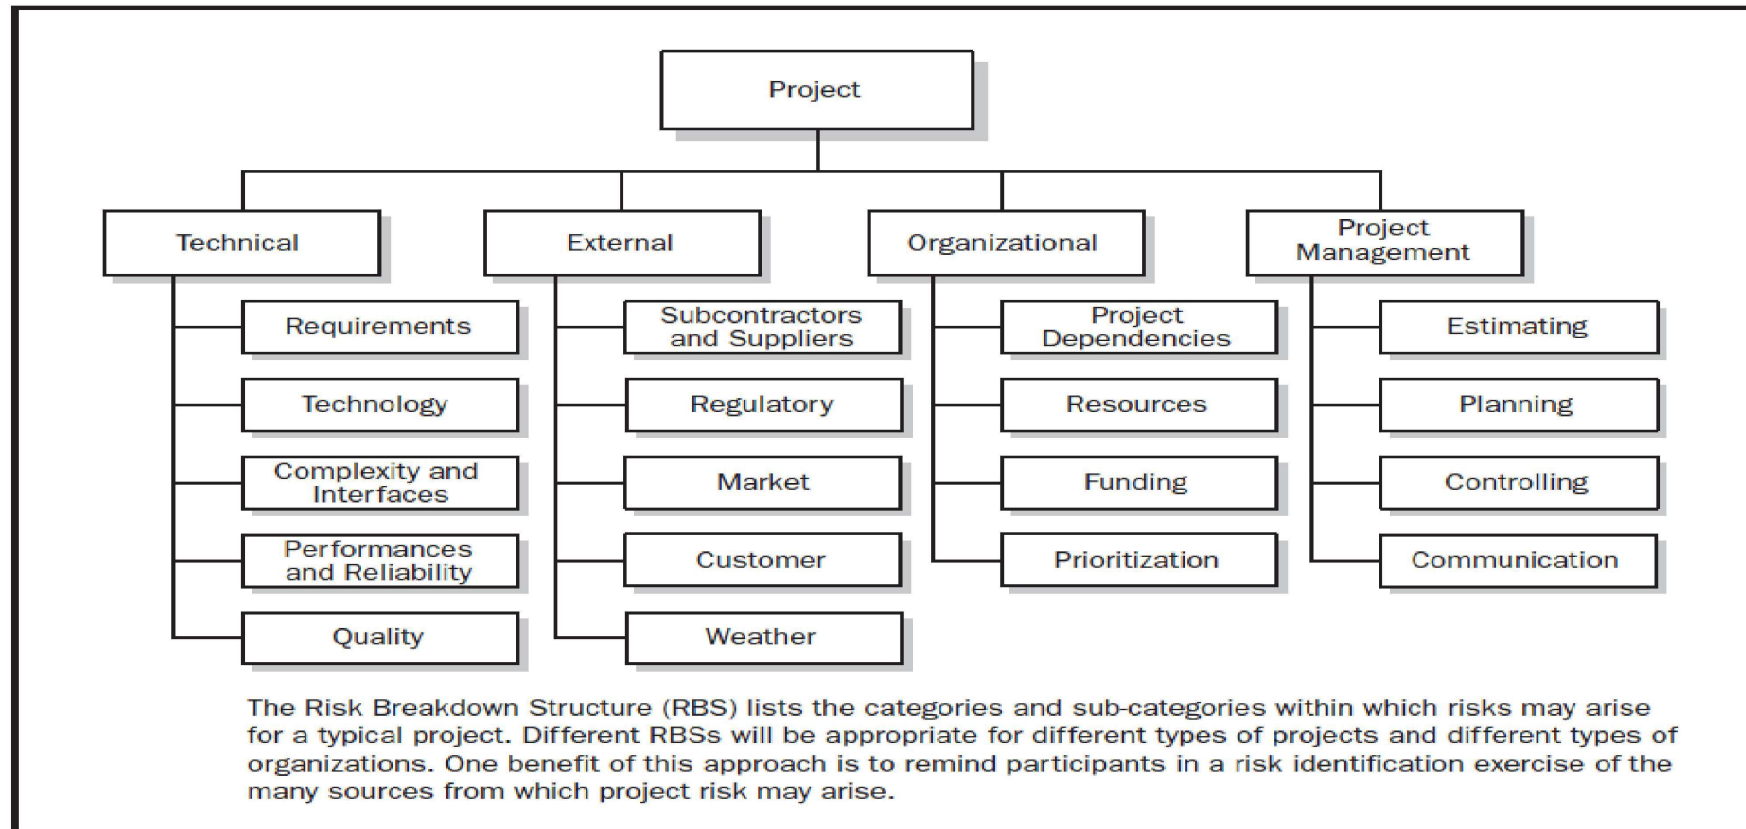 Project
Technical
External
Organizational
Project
Management
Requirements
Technology
Complexity and
Interfaces
Performances
and Reliability
Quality
Subcontractors
and Suppliers
Regulatory
Market
Customer
Weather
Project
Dependencies
Resources
Funding
Prioritization
Estimating
Planning
Controlling
Communication
The Risk Breakdown Structure (RBS) lists the categories and sub-categories within which risks may arise
for a typical project. Different RBSs will be appropriate for different types of projects and different types of
organizations. One benefit of this approach is to remind participants in a risk identification exercise of the
many sources from which project risk may arise.